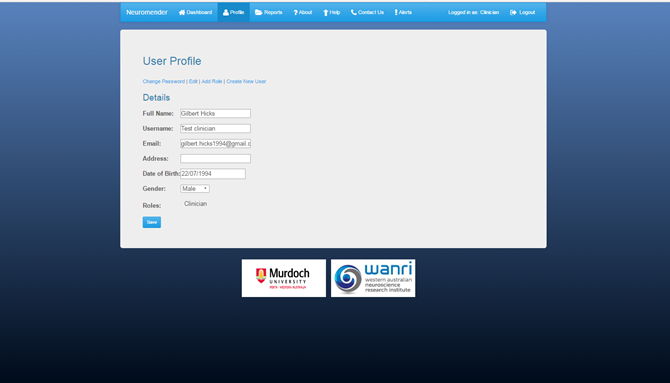 Neuromender Dashboard Profile Reports About Help Contact Us Alerts Logged in as: Clinician Logout
User Profile
Change Password | Edit | Add Role | Create New User
Details
Full Name: Gilbert Hicks
Username: Test clinician
Email: gilbert.hicks1994@gmail.c
Address:
Date of Birth: 22/07/1994
Gender: Male
Roles: Clinician
Save
Murdoch
UNIVERSITY
PERTH · WESTERN AUSTRALIA
wanri
western australian
neuroscience
research institute